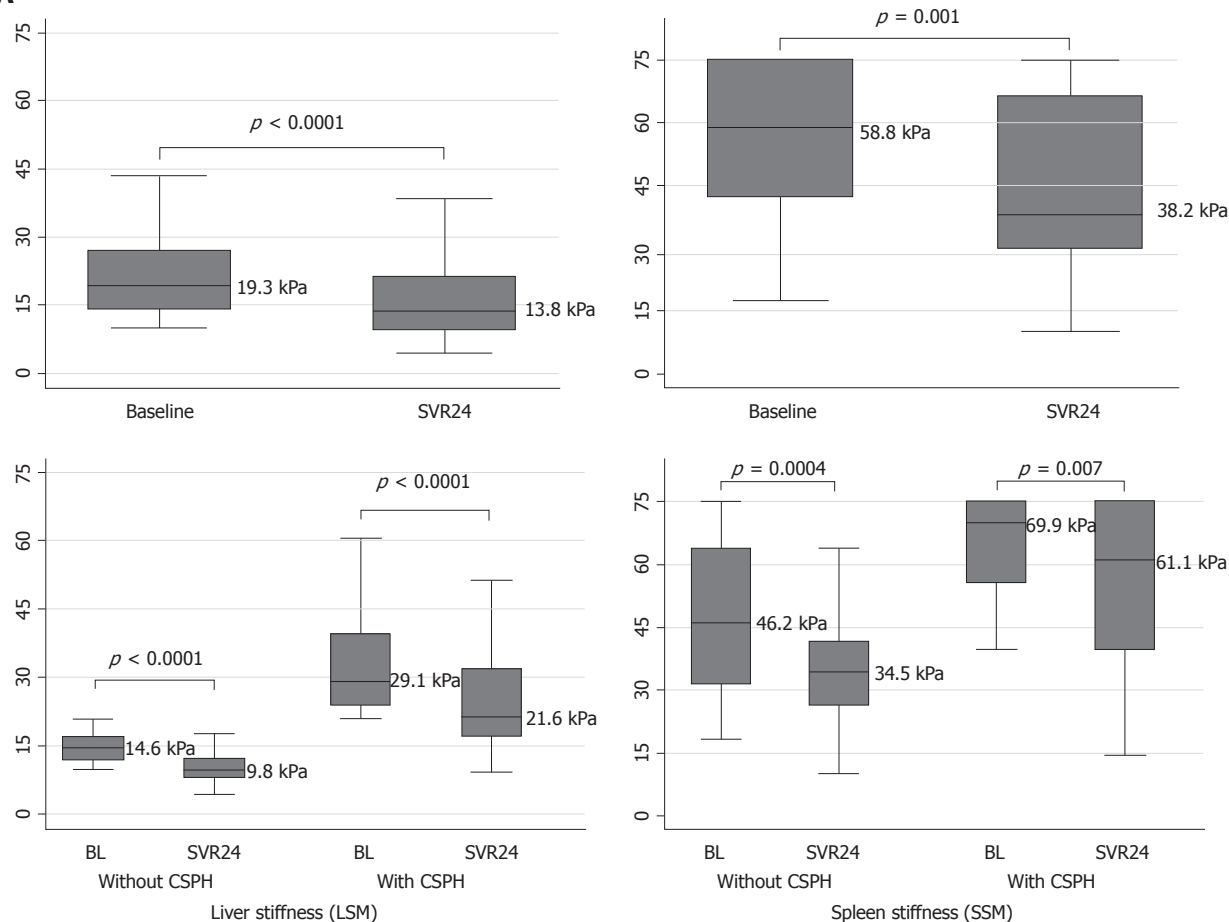 75
60
45
30
15
0
p < 0.0001
19.3 kPa
13.8 kPa
Baseline SVR24
75
60
45
30
15
0
p = 0.001
58.8 kPa
38.2 kPa
Baseline SVR24
75
60
45
30
15
0
p < 0.0001
p < 0.0001
14.6 kPa
9.8 kPa
29.1 kPa
21.6 kPa
BL SVR24 BL SVR24
Without CSPH With CSPH
Liver stiffness (LSM)
75
60
45
30
15
0
p = 0.0004
p = 0.007
46.2 kPa
34.5 kPa
69.9 kPa
61.1 kPa
BL SVR24 BL SVR24
Without CSPH With CSPH
Spleen stiffness (SSM)